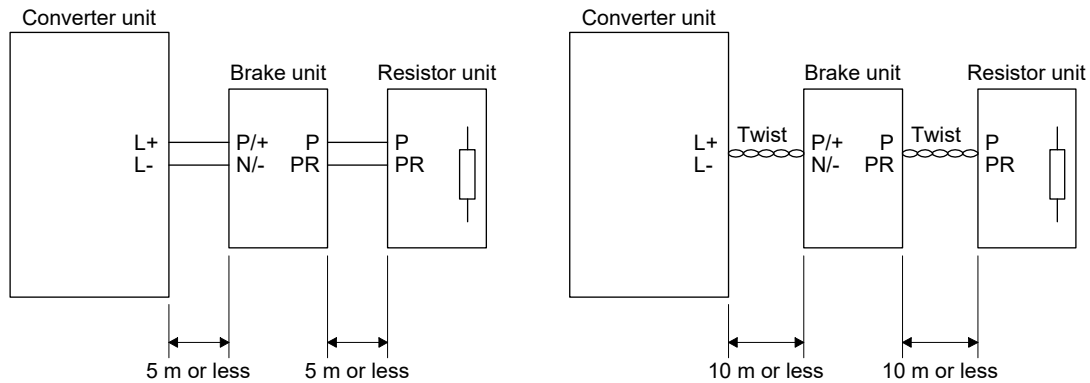 Converter unit
Brake unit
Resistor unit
L+
P/+
P
P
L-
N/-
PR
PR
5 m or less
5 m or less
Converter unit
Brake unit
Resistor unit
Twist
Twist
L+
P/+
P
P
L-
N/-
PR
PR
10 m or less
10 m or less